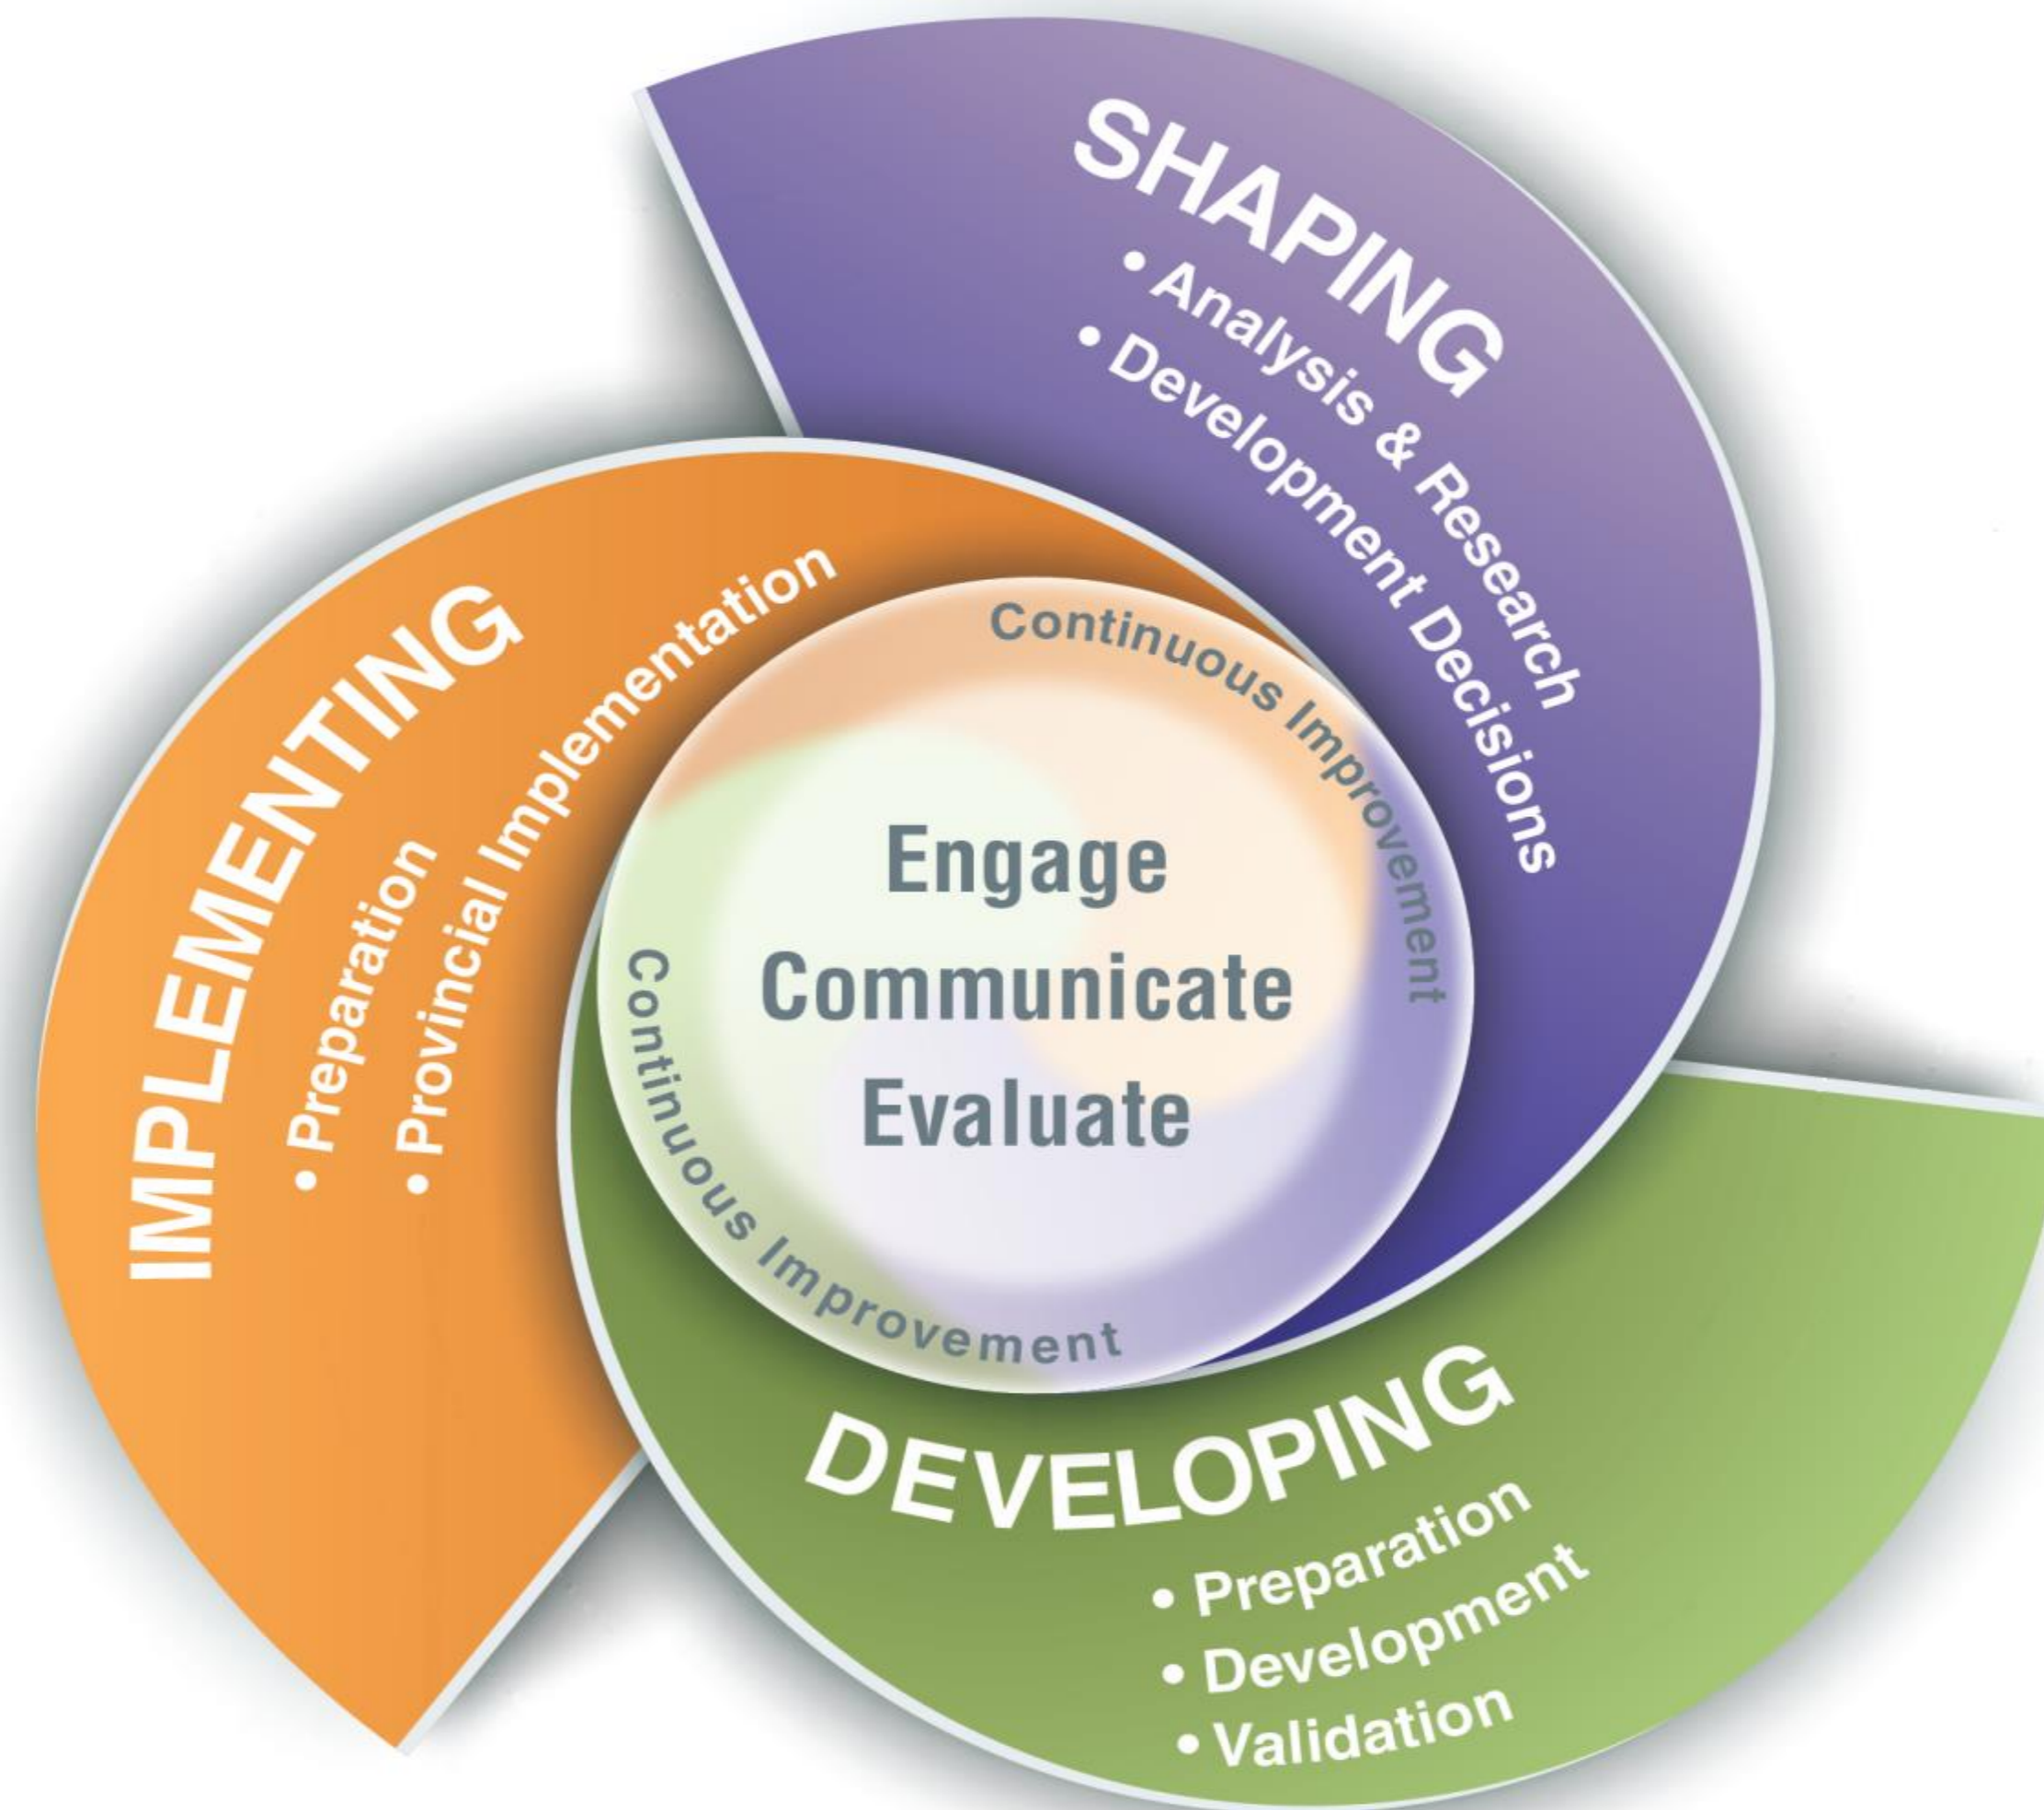 SHAPING
• Analysis & Research
• Development Decisions
IMPLEMENTING
• Preparation
• Provincial Implementation
Continuous Improvement
Engage
Communicate
Evaluate
Continuous Improvement
DEVELOPING
• Preparation
• Development
• Validation